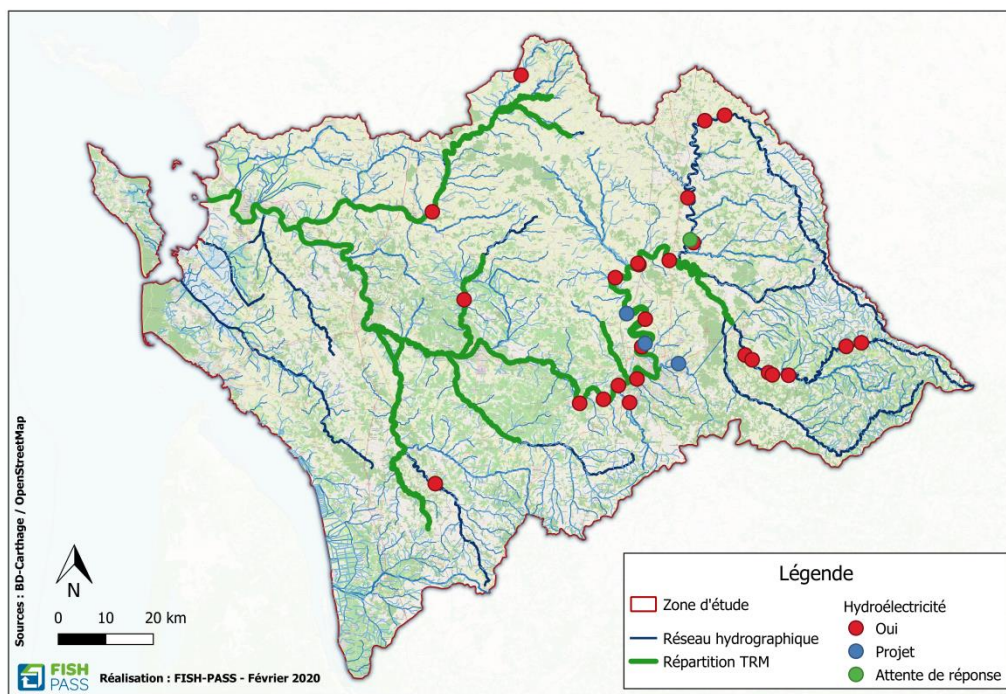 Sources : BD-Carthage / OpenStreetMap
N
0 10 20 km
FISH
PASS
Réalisation : FISH-PASS - Février 2020
Légende
Zone d'étude
Réseau hydrographique
Répartition TRM
Hydroélectricité
Oui
Projet
Attente de réponse